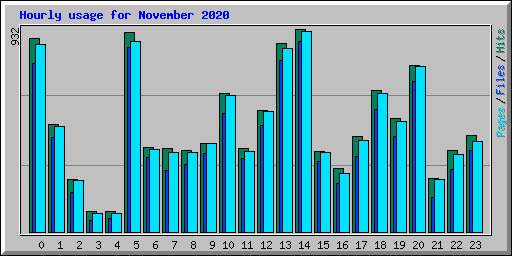 Hourly usage for November 2020
932
Pages/Files/Hits
0 1 2 3 4 5 6 7 8 9 10 11 12 13 14 15 16 17 18 19 20 21 22 23